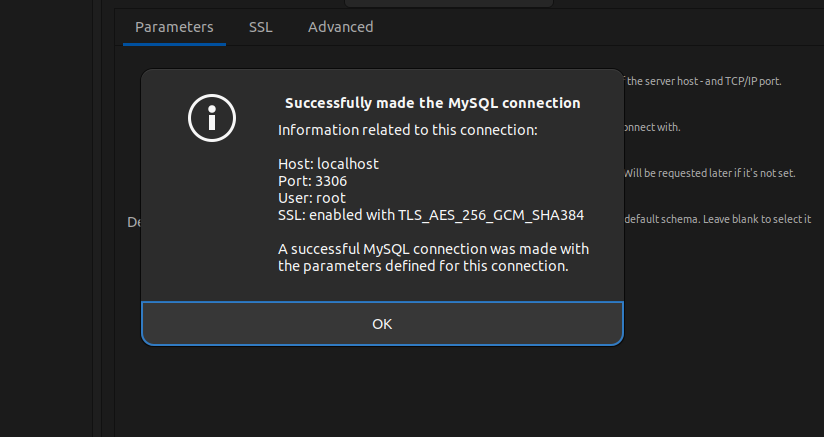 Parameters SSL Advanced
Successfully made the MySQL connection
Information related to this connection:
Host: localhost
Port: 3306
User: root
SSL: enabled with TLS_AES_256_GCM_SHA384
A successful MySQL connection was made with
the parameters defined for this connection.
OK
the server host - and TCP/IP port.
connect with.
Will be requested later if it's not set.
default schema. Leave blank to select it